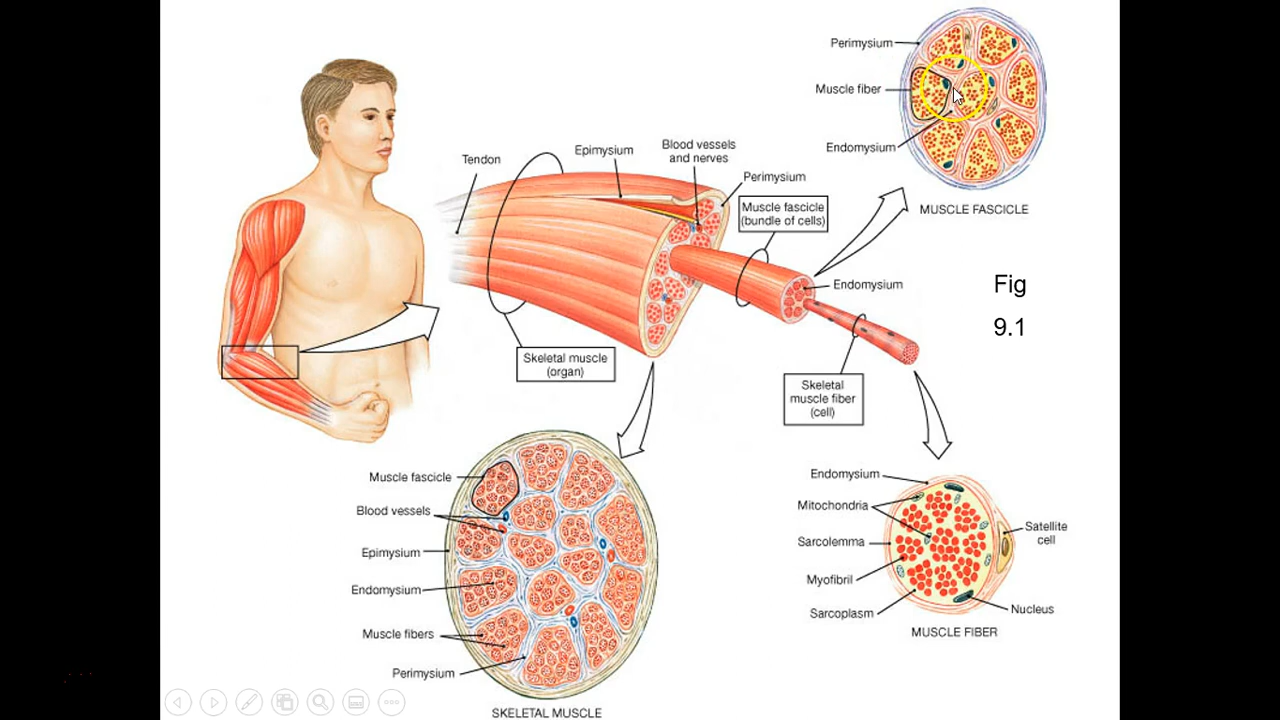 Perimysium
Muscle fiber
Endomysium
MUSCLE FASCICLE
Tendon
Epimysium
Blood vessels
and nerves
Perimysium
Muscle fascicle
(bundle of cells)
Endomysium
Skeletal muscle
(organ)
Skeletal
muscle fiber
(cell)
Fig
9.1
Muscle fascicle
Blood vessels
Epimysium
Endomysium
Muscle fibers
Perimysium
SKELETAL MUSCLE
Endomysium
Mitochondria
Sarcolemma
Myofibril
Sarcoplasm
Satellite
cell
Nucleus
MUSCLE FIBER